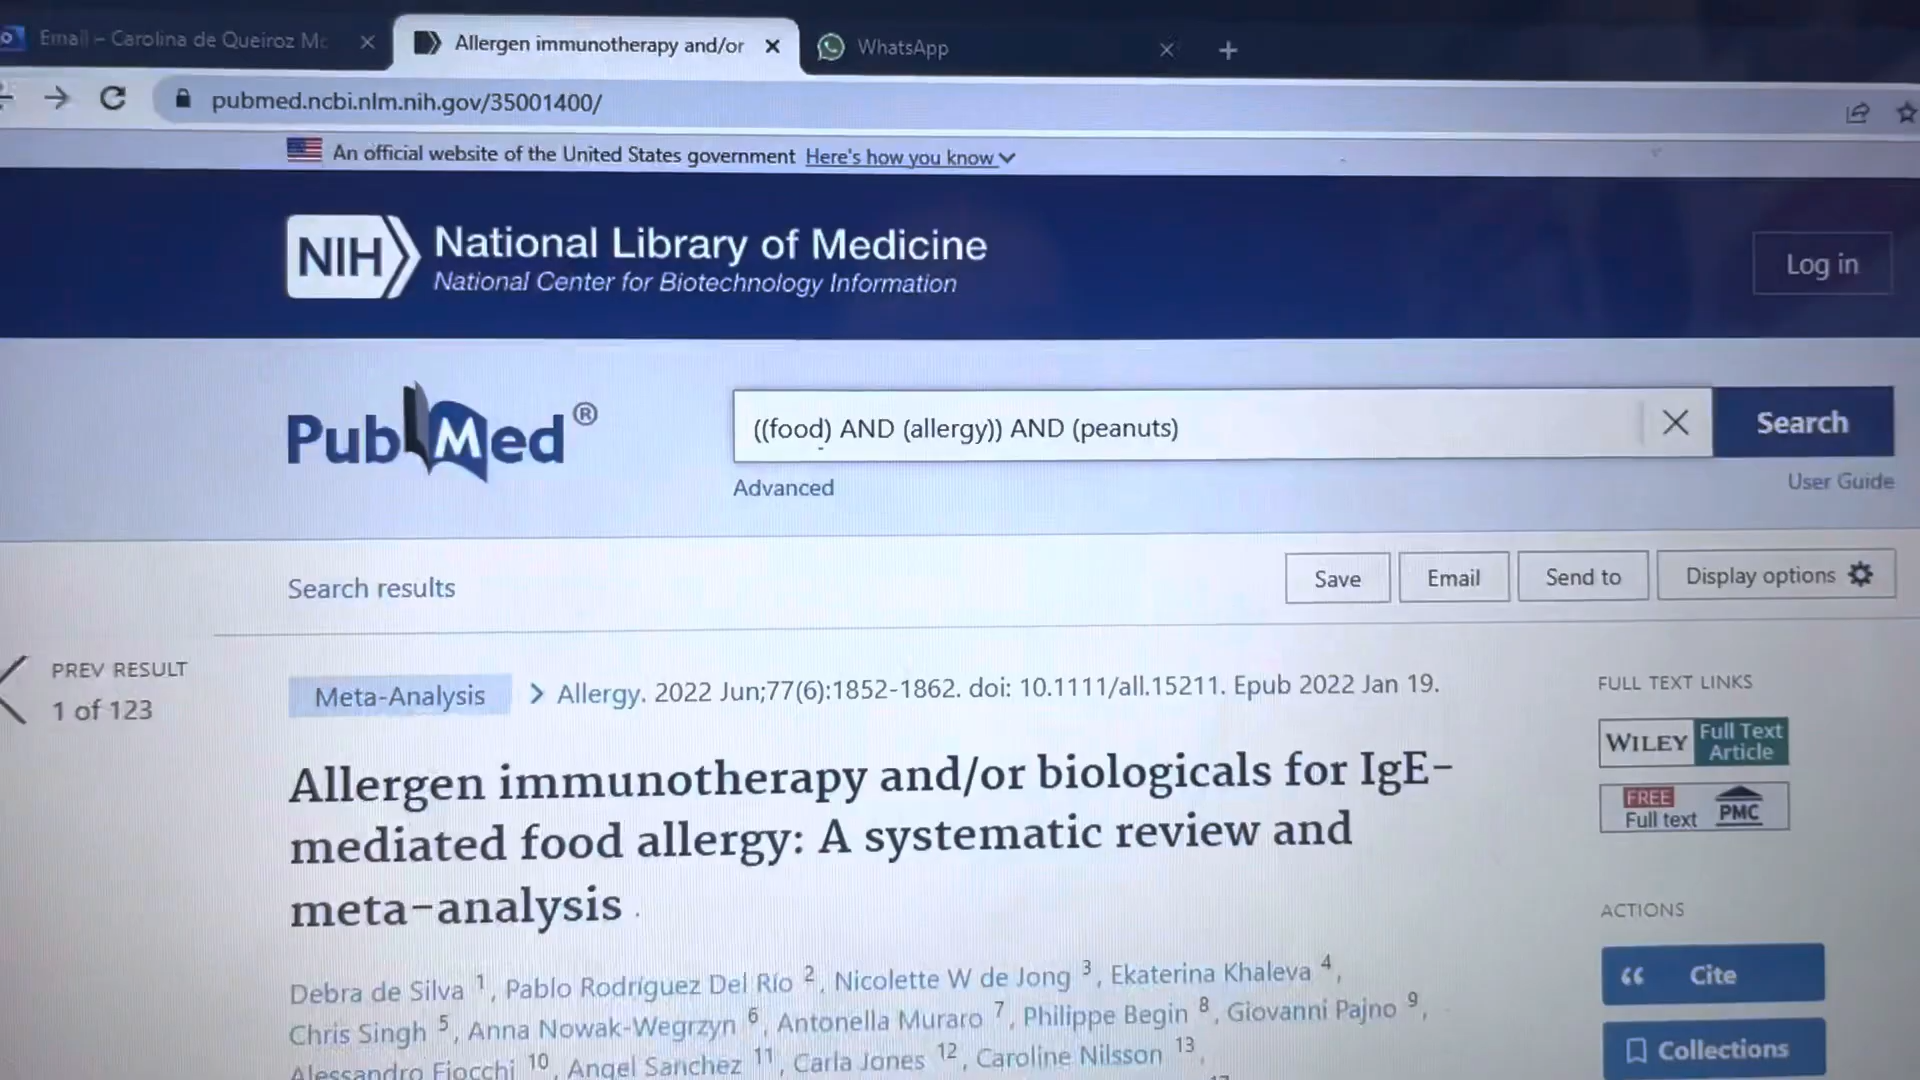 Email – Carolina de Queiroz Mc
Allergen immunotherapy and/or
WhatsApp
pubmed.ncbi.nlm.nih.gov/35001400/
An official website of the United States government Here's how you know
NIH National Library of Medicine
National Center for Biotechnology Information
Log in
PubMed®
((food) AND (allergy)) AND (peanuts)
Search
Advanced
User Guide
Search results
Save
Email
Send to
Display options
PREV RESULT
1 of 123
Meta-Analysis
Allergy. 2022 Jun;77(6):1852-1862. doi: 10.1111/all.15211. Epub 2022 Jan 19.
Allergen immunotherapy and/or biologicals for IgE-
mediated food allergy: A systematic review and
meta-analysis
Debra de Silva 1, Pablo Rodríguez Del Río 2, Nicolette W de Jong 3, Ekaterina Khaleva 4,
Chris Singh 5, Anna Nowak-Wegrzyn 6, Antonella Muraro 7, Philippe Begin 8, Giovanni Pajno 9,
Alessandro Fiocchi 10, Angel Sanchez 11, Carla Jones 12, Caroline Nilsson 13,
FULL TEXT LINKS
WILEY Full Text
Article
FREE
Full text PMC
ACTIONS
Cite
Collections